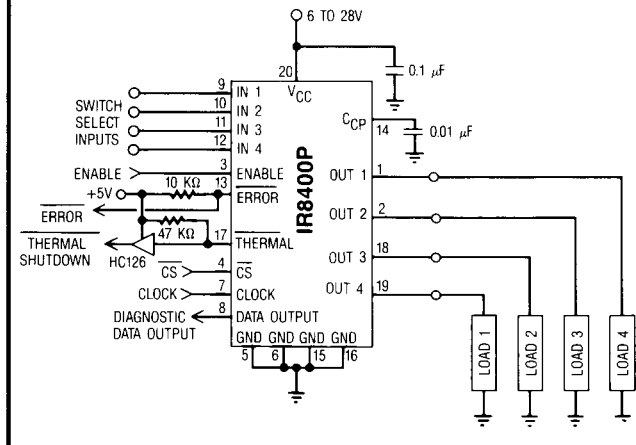 6 TO 28V
0.1 μF
20
VCC
9 IN 1
SWITCH SELECT INPUTS
10 IN 2
11 IN 3
12 IN 4
CCP
14
0.01 μF
ENABLE
3 ENABLE
+5V
10 KΩ
13 ERROR
ERROR
47 KΩ
17 THERMAL
THERMAL SHUTDOWN
HC126
CS
4 CS
CLOCK
7 CLOCK
DIAGNOSTIC DATA OUTPUT
8 DATA OUTPUT
IR8400P
OUT 1
1
OUT 2
2
OUT 3
18
OUT 4
19
GND GND GND GND
5 6 15 16
LOAD 1
LOAD 2
LOAD 3
LOAD 4